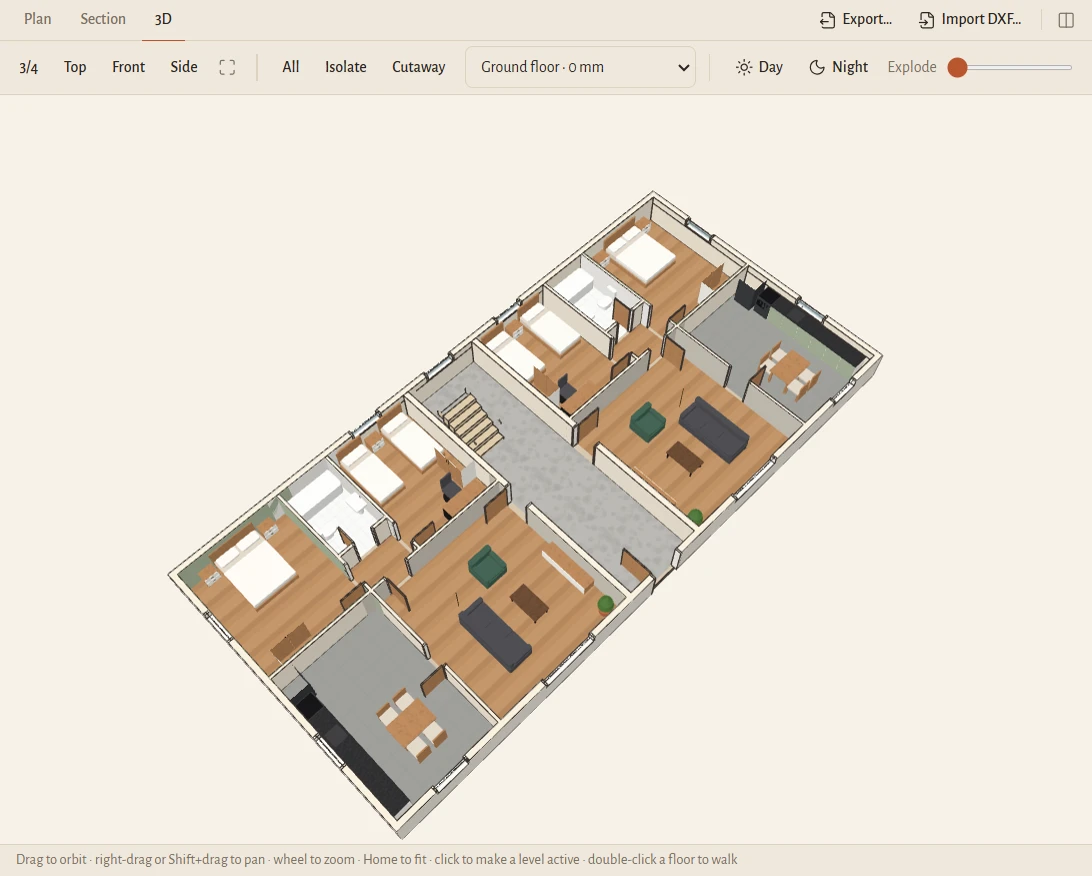 Plan Section 3D Export... Import DXF...
3/4 Top Front Side All Isolate Cutaway Ground floor · 0 mm Day Night Explode
Drag to orbit · right-drag or Shift+drag to pan · wheel to zoom · Home to fit · click to make a level active · double-click a floor to walk